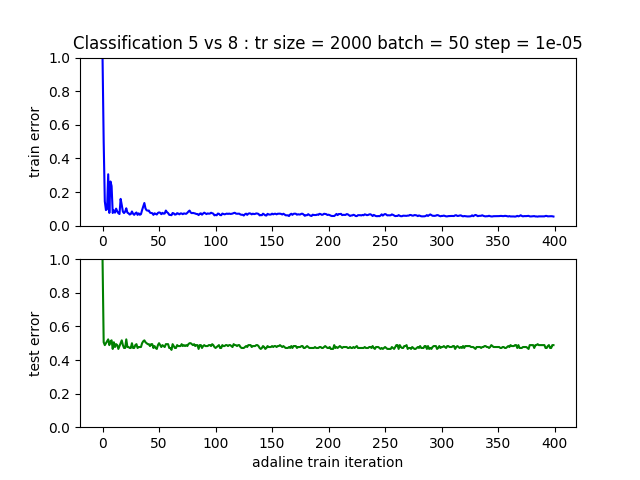 Classification 5 vs 8 : tr size = 2000 batch = 50 step = 1e-05
1.0
0.8
0.6
0.4
0.2
0.0
train error
0 50 100 150 200 250 300 350 400
1.0
0.8
0.6
0.4
0.2
0.0
test error
0 50 100 150 200 250 300 350 400
adaline train iteration